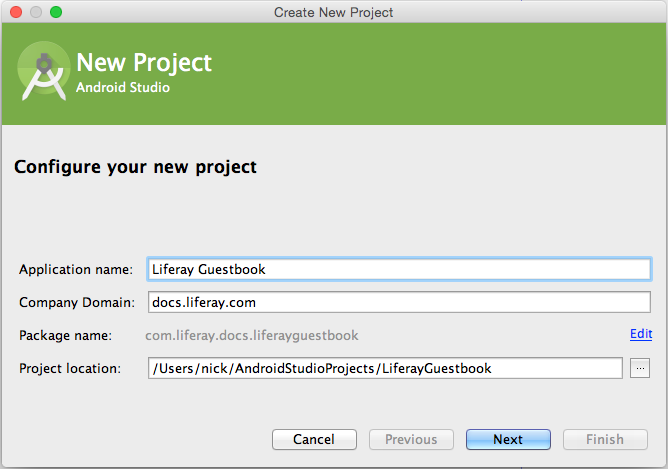 Create New Project
New Project
Android Studio
Configure your new project
Application name: Liferay Guestbook
Company Domain: docs.liferay.com
Package name: com.liferay.docs.liferayguestbook Edit
Project location: /Users/nick/AndroidStudioProjects/LiferayGuestbook ...
Cancel Previous Next Finish